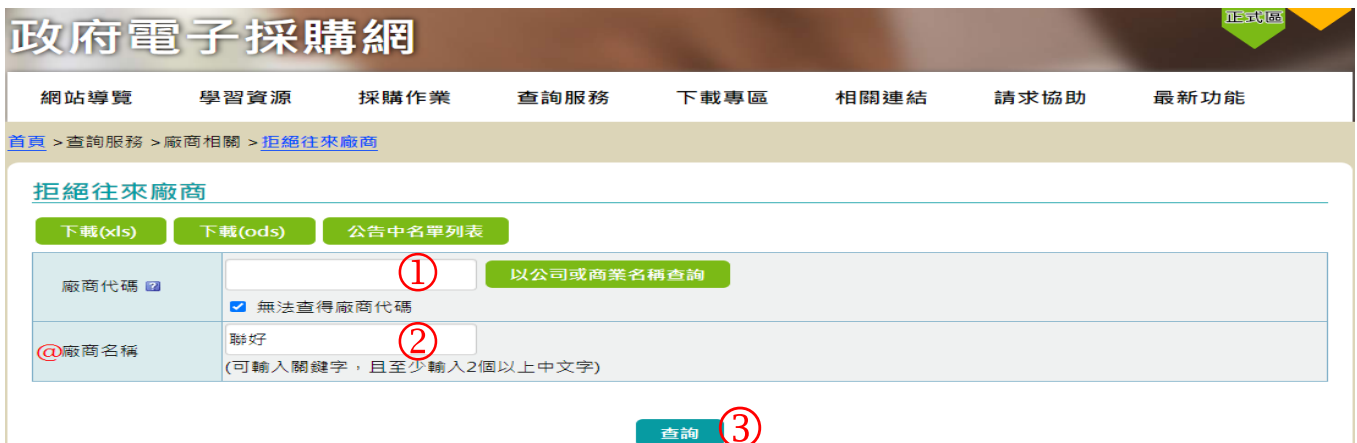 正式區
政府電子採購網
網站導覽 學習資源 採購作業 查詢服務 下載專區 相關連結 請求協助 最新功能
首頁 >查詢服務 >廠商相關 >拒絕往來廠商
拒絕往來廠商
下載(xls) 下載(ods) 公告中名單列表
廠商代碼 ? ① 以公司或商業名稱查詢
無法查得廠商代碼
@廠商名稱 聯好 ②
(可輸入關鍵字，且至少輸入2個以上中文字)
查詢 ③